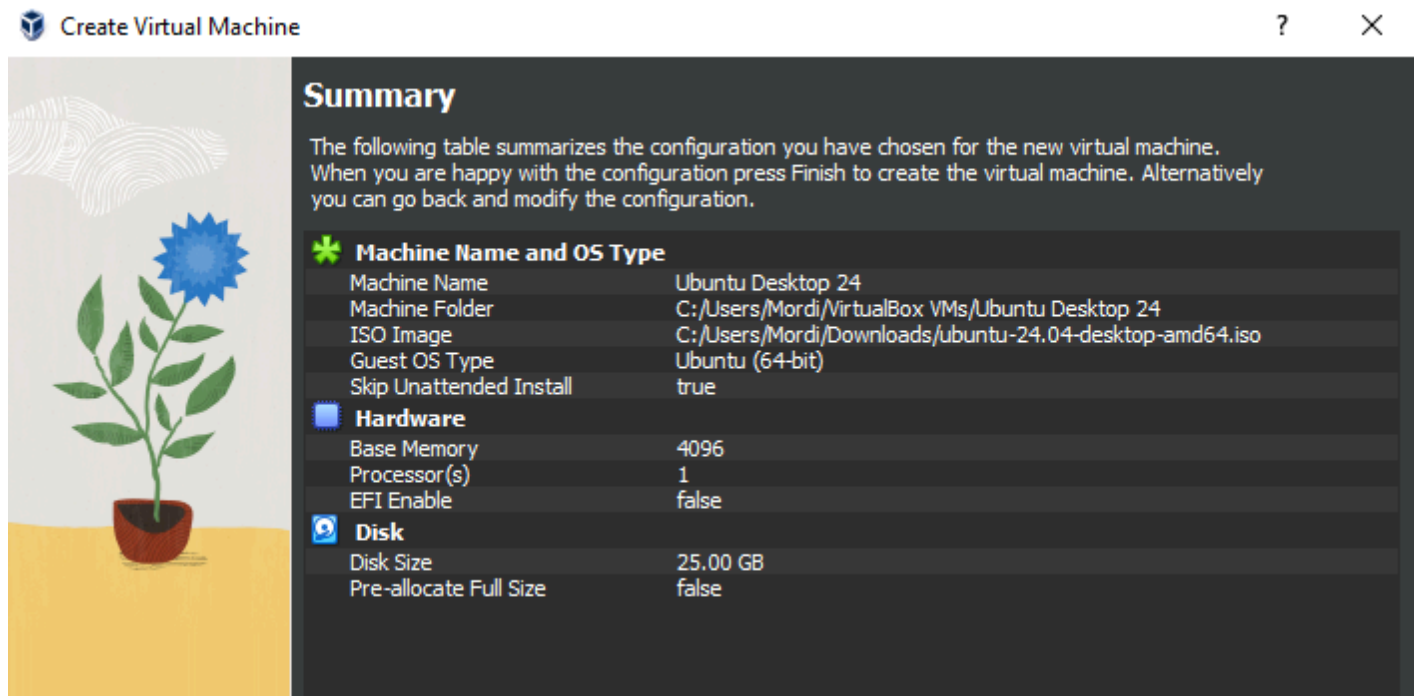 Create Virtual Machine ? ✕
Summary
The following table summarizes the configuration you have chosen for the new virtual machine.
When you are happy with the configuration press Finish to create the virtual machine. Alternatively
you can go back and modify the configuration.
Machine Name and OS Type
Machine Name Ubuntu Desktop 24
Machine Folder C:/Users/Mordi/VirtualBox VMs/Ubuntu Desktop 24
ISO Image C:/Users/Mordi/Downloads/ubuntu-24.04-desktop-amd64.iso
Guest OS Type Ubuntu (64-bit)
Skip Unattended Install true
Hardware
Base Memory 4096
Processor(s) 1
EFI Enable false
Disk
Disk Size 25.00 GB
Pre-allocate Full Size false